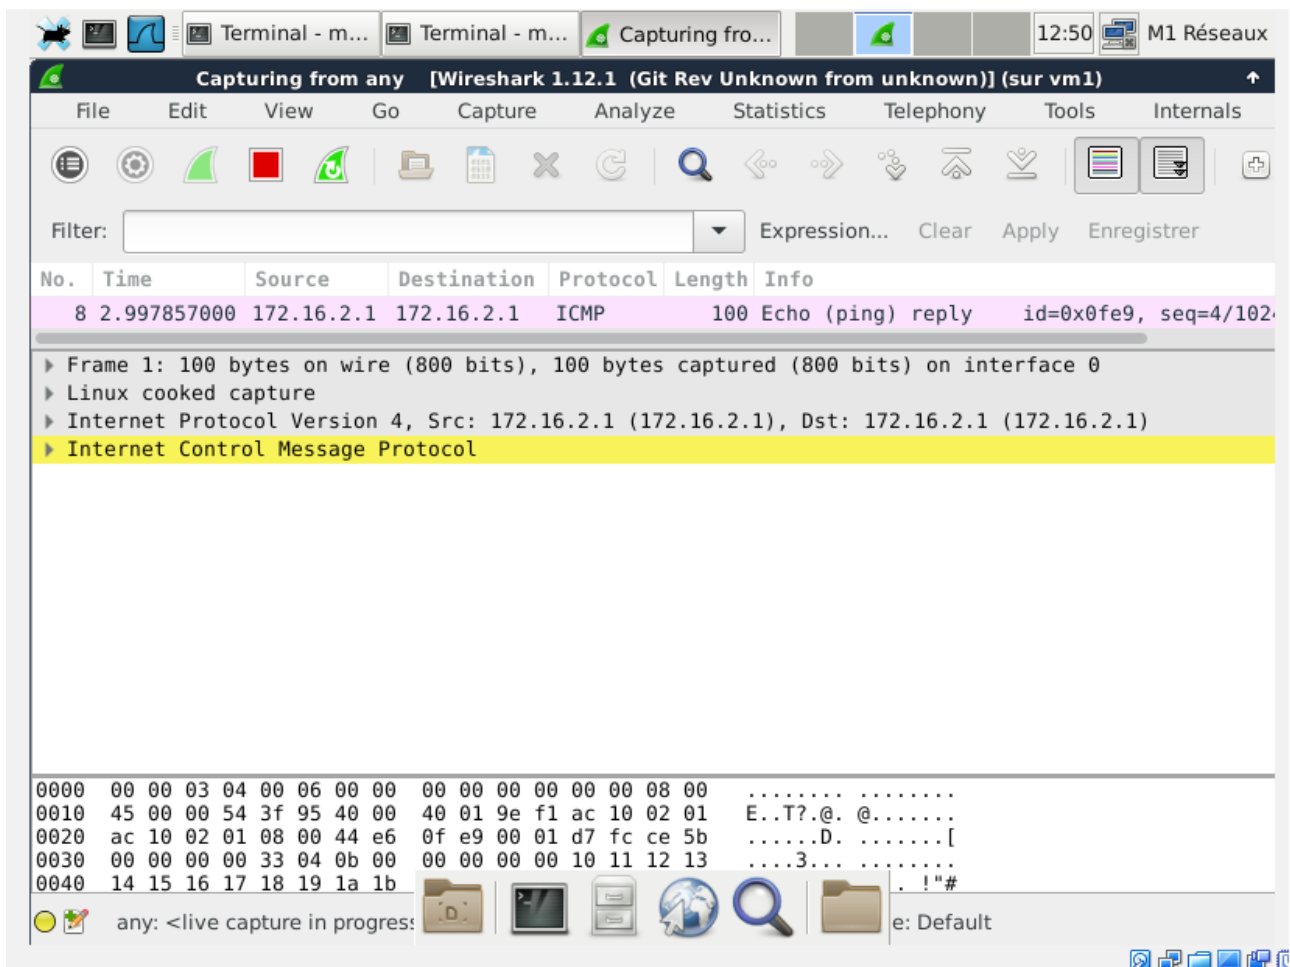 Terminal - m... Terminal - m... Capturing fro... 12:50 M1 Réseaux
Capturing from any [Wireshark 1.12.1 (Git Rev Unknown from unknown)] (sur vm1)
File Edit View Go Capture Analyze Statistics Telephony Tools Internals
Filter: Expression... Clear Apply Enregistrer
No. Time Source Destination Protocol Length Info
8 2.997857000 172.16.2.1 172.16.2.1 ICMP 100 Echo (ping) reply id=0x0fe9, seq=4/1024
Frame 1: 100 bytes on wire (800 bits), 100 bytes captured (800 bits) on interface 0
Linux cooked capture
Internet Protocol Version 4, Src: 172.16.2.1 (172.16.2.1), Dst: 172.16.2.1 (172.16.2.1)
Internet Control Message Protocol
0000 00 00 03 04 00 06 00 00 00 00 00 00 00 00 08 00 ........ ........
0010 45 00 00 54 3f 95 40 00 40 01 9e f1 ac 10 02 01 E..T?.@. @.......
0020 ac 10 02 01 08 00 44 e6 0f e9 00 01 d7 fc ce 5b ......D. .......[
0030 00 00 00 00 33 04 0b 00 00 00 00 00 10 11 12 13 ....3... ........
0040 14 15 16 17 18 19 1a 1b . !"#
any: <live capture in progress e: Default